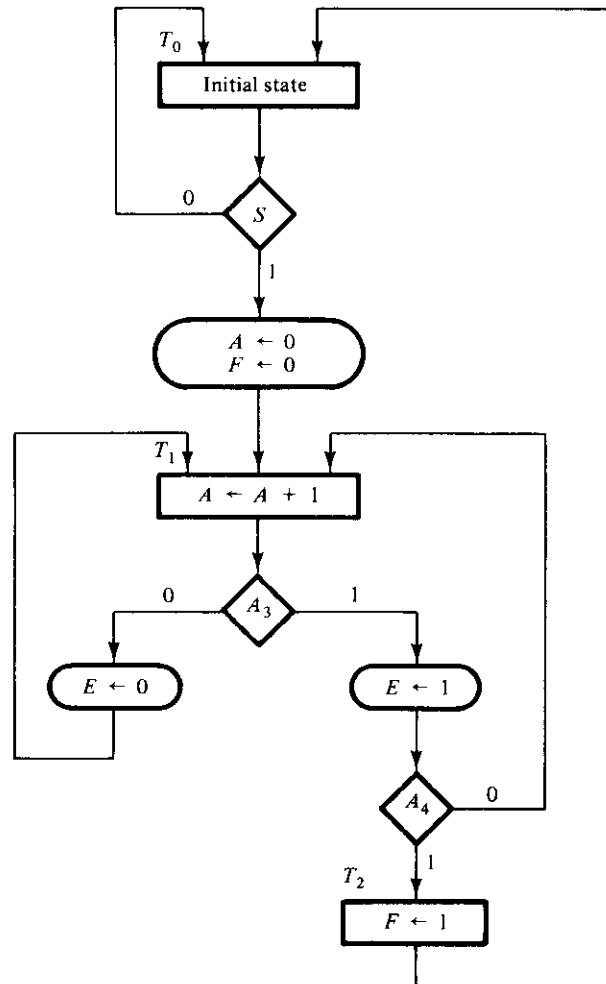 T₀
Initial state
0
S
1
A ← 0
F ← 0
T₁
A ← A + 1
0
A₃
1
E ← 0
E ← 1
A₄
0
1
T₂
F ← 1